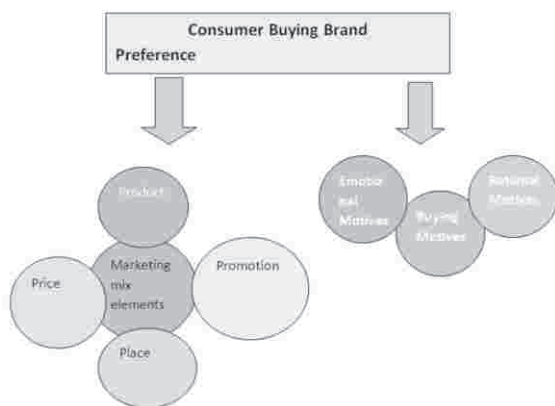 Consumer Buying Brand
Preference
Product
Price
Marketing
mix
elements
Promotion
Place
Emotio
nal
Motives
Buying
Motives
Rational
Motives